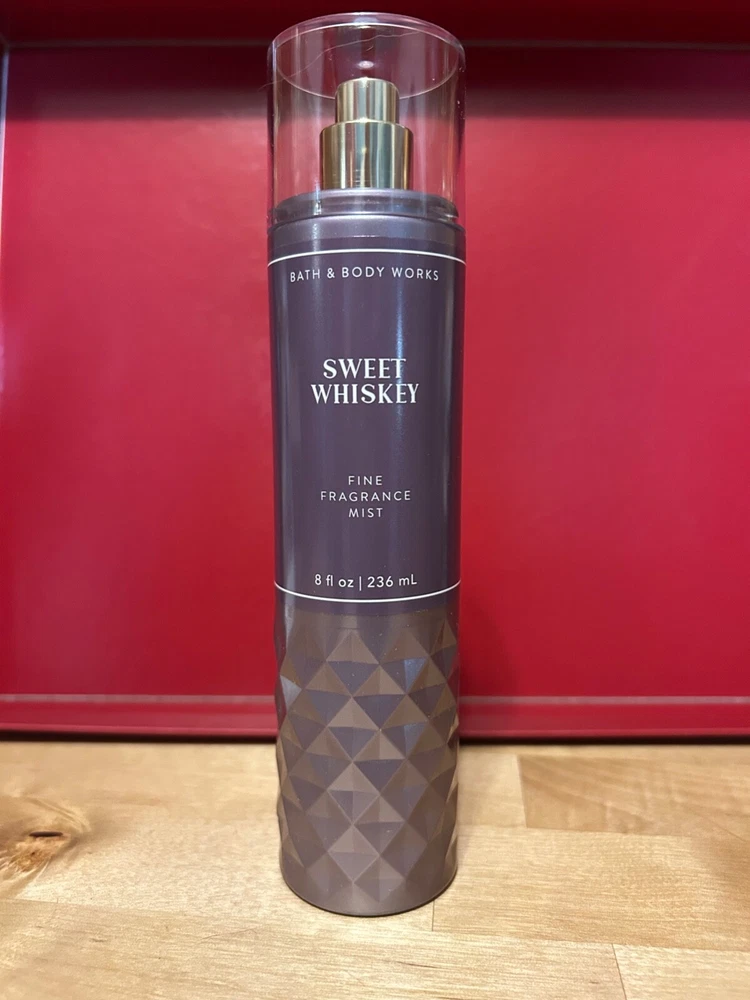 BATH & BODY WORKS
SWEET
WHISKEY
FINE
FRAGRANCE
MIST
8 fl oz | 236 mL